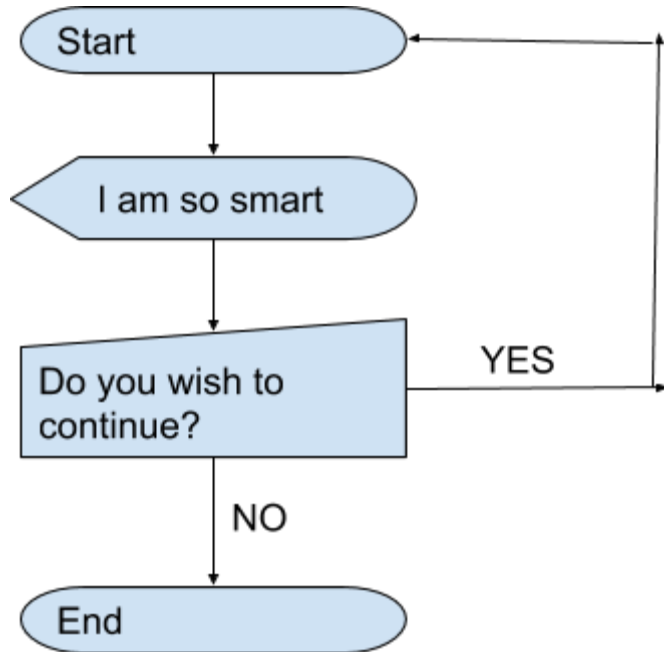 Start
I am so smart
Do you wish to
continue?
YES
NO
End